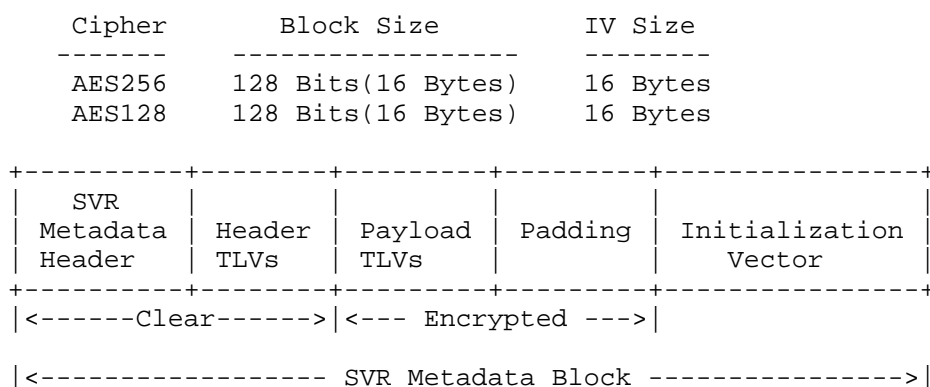 Cipher Block Size IV Size
------- ------------------ --------
AES256 128 Bits(16 Bytes) 16 Bytes
AES128 128 Bits(16 Bytes) 16 Bytes
+----------+--------+---------+---------+----------------+
| SVR | | | | |
| Metadata | Header | Payload | Padding | Initialization |
| Header | TLVs | TLVs | | Vector |
+----------+--------+---------+---------+----------------+
|<------Clear------>|<--- Encrypted --->|
|<------------------ SVR Metadata Block ---------------->|